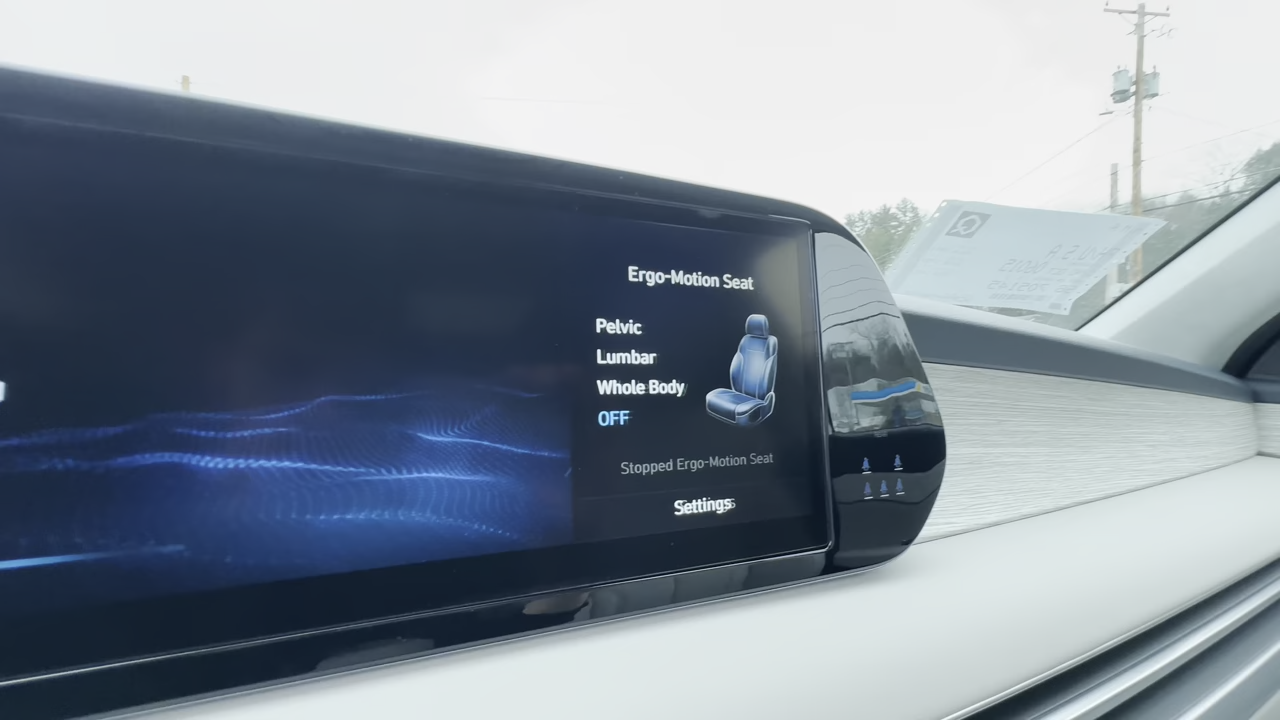 Ergo-Motion Seat
Pelvic
Lumbar
Whole Body
OFF
Stopped Ergo-Motion Seat
Settings